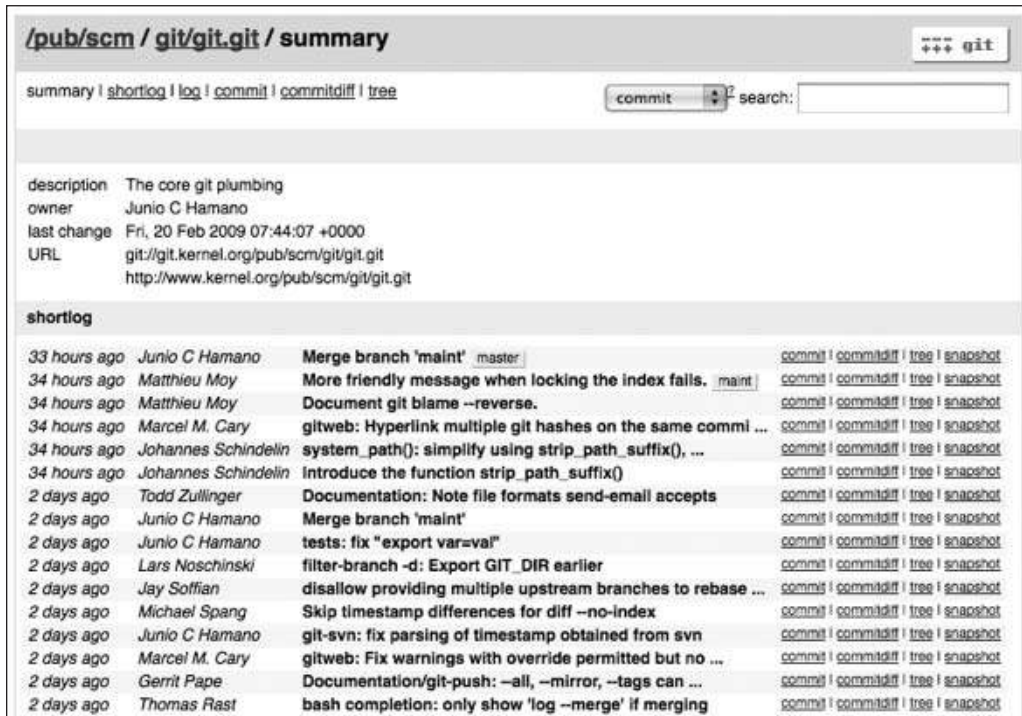 /pub/scm / git/git.git / summary
git
summary | shortlog | log | commit | commitdiff | tree
commit ? search:
description The core git plumbing
owner Junio C Hamano
last change Fri, 20 Feb 2009 07:44:07 +0000
URL git://git.kernel.org/pub/scm/git/git.git
http://www.kernel.org/pub/scm/git/git.git
shortlog
33 hours ago Junio C Hamano Merge branch 'maint' master commit | commitdiff | tree | snapshot
34 hours ago Matthieu Moy More friendly message when locking the index fails. maint commit | commitdiff | tree | snapshot
34 hours ago Matthieu Moy Document git blame --reverse. commit | commitdiff | tree | snapshot
34 hours ago Marcel M. Cary gitweb: Hyperlink multiple git hashes on the same commi ... commit | commitdiff | tree | snapshot
34 hours ago Johannes Schindelin system_path(): simplify using strip_path_suffix(), ... commit | commitdiff | tree | snapshot
34 hours ago Johannes Schindelin Introduce the function strip_path_suffix() commit | commitdiff | tree | snapshot
2 days ago Todd Zullinger Documentation: Note file formats send-email accepts commit | commitdiff | tree | snapshot
2 days ago Junio C Hamano Merge branch 'maint' commit | commitdiff | tree | snapshot
2 days ago Junio C Hamano tests: fix "export var=val" commit | commitdiff | tree | snapshot
2 days ago Lars Noschinski filter-branch -d: Export GIT_DIR earlier commit | commitdiff | tree | snapshot
2 days ago Jay Soffian disallow providing multiple upstream branches to rebase ... commit | commitdiff | tree | snapshot
2 days ago Michael Spang Skip timestamp differences for diff --no-index commit | commitdiff | tree | snapshot
2 days ago Junio C Hamano git-svn: fix parsing of timestamp obtained from svn commit | commitdiff | tree | snapshot
2 days ago Marcel M. Cary gitweb: Fix warnings with override permitted but no ... commit | commitdiff | tree | snapshot
2 days ago Gerrit Pape Documentation/git-push: --all, --mirror, --tags can ... commit | commitdiff | tree | snapshot
2 days ago Thomas Rast bash completion: only show 'log --merge' if merging commit | commitdiff | tree | snapshot